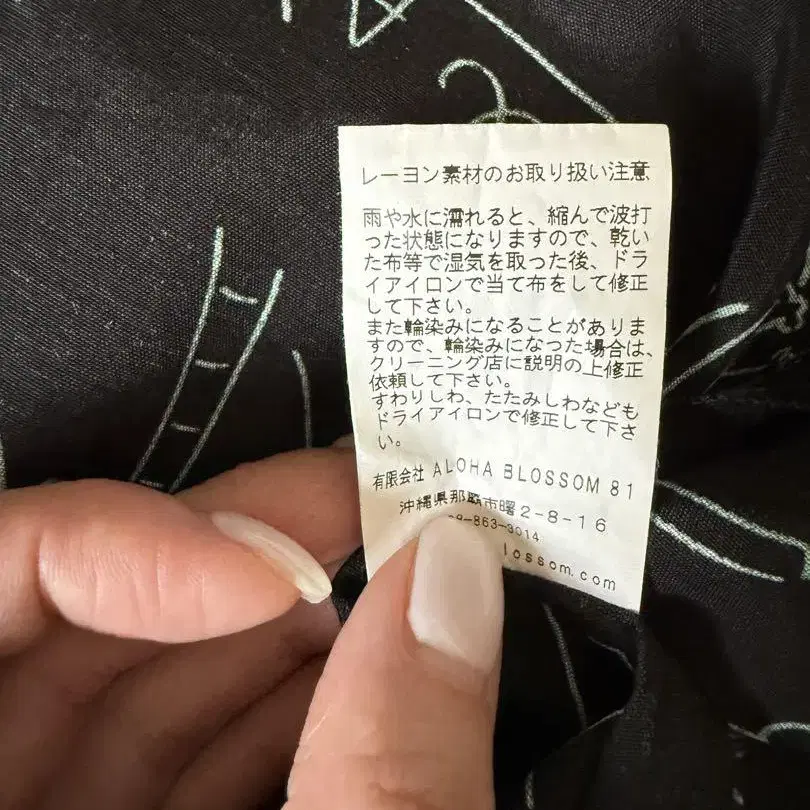 レーヨン素材のお取り扱い注意
雨や水に濡れると、縮んで波打
った状態になりますので、乾い
た布等で湿気を取った後、ドラ
イアイロンで当て布をして修正
して下さい。
また輪染みになることがありま
すので、輪染みになった場合は、
クリーニング店に説明の上修正
依頼して下さい。
すわりしわ、たたみしわなども
ドライアイロンで修正して下さ
い。
有限会社 ALOHA BLOSSOM 81
沖縄県那覇市曙2-8-16
-863-3014
lossom.com